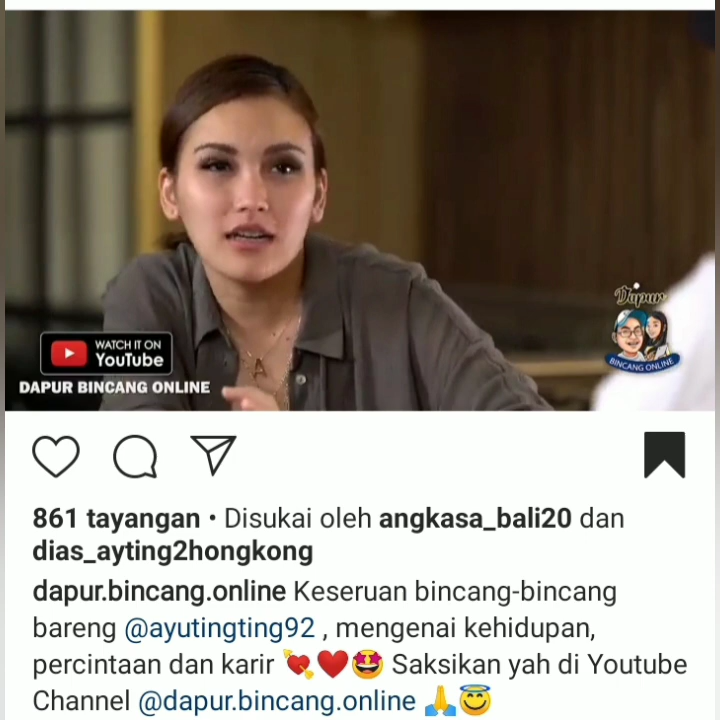 WATCH IT ON
YouTube
DAPUR BINCANG ONLINE
Dapur
BINCANG ONLINE
861 tayangan • Disukai oleh angkasa_bali20 dan
dias_ayting2hongkong
dapur.bincang.online Keseruan bincang-bincang
bareng @ayutingting92 , mengenai kehidupan,
percintaan dan karir 💘❤️🤩 Saksikan yah di Youtube
Channel @dapur.bincang.online 🙏😇